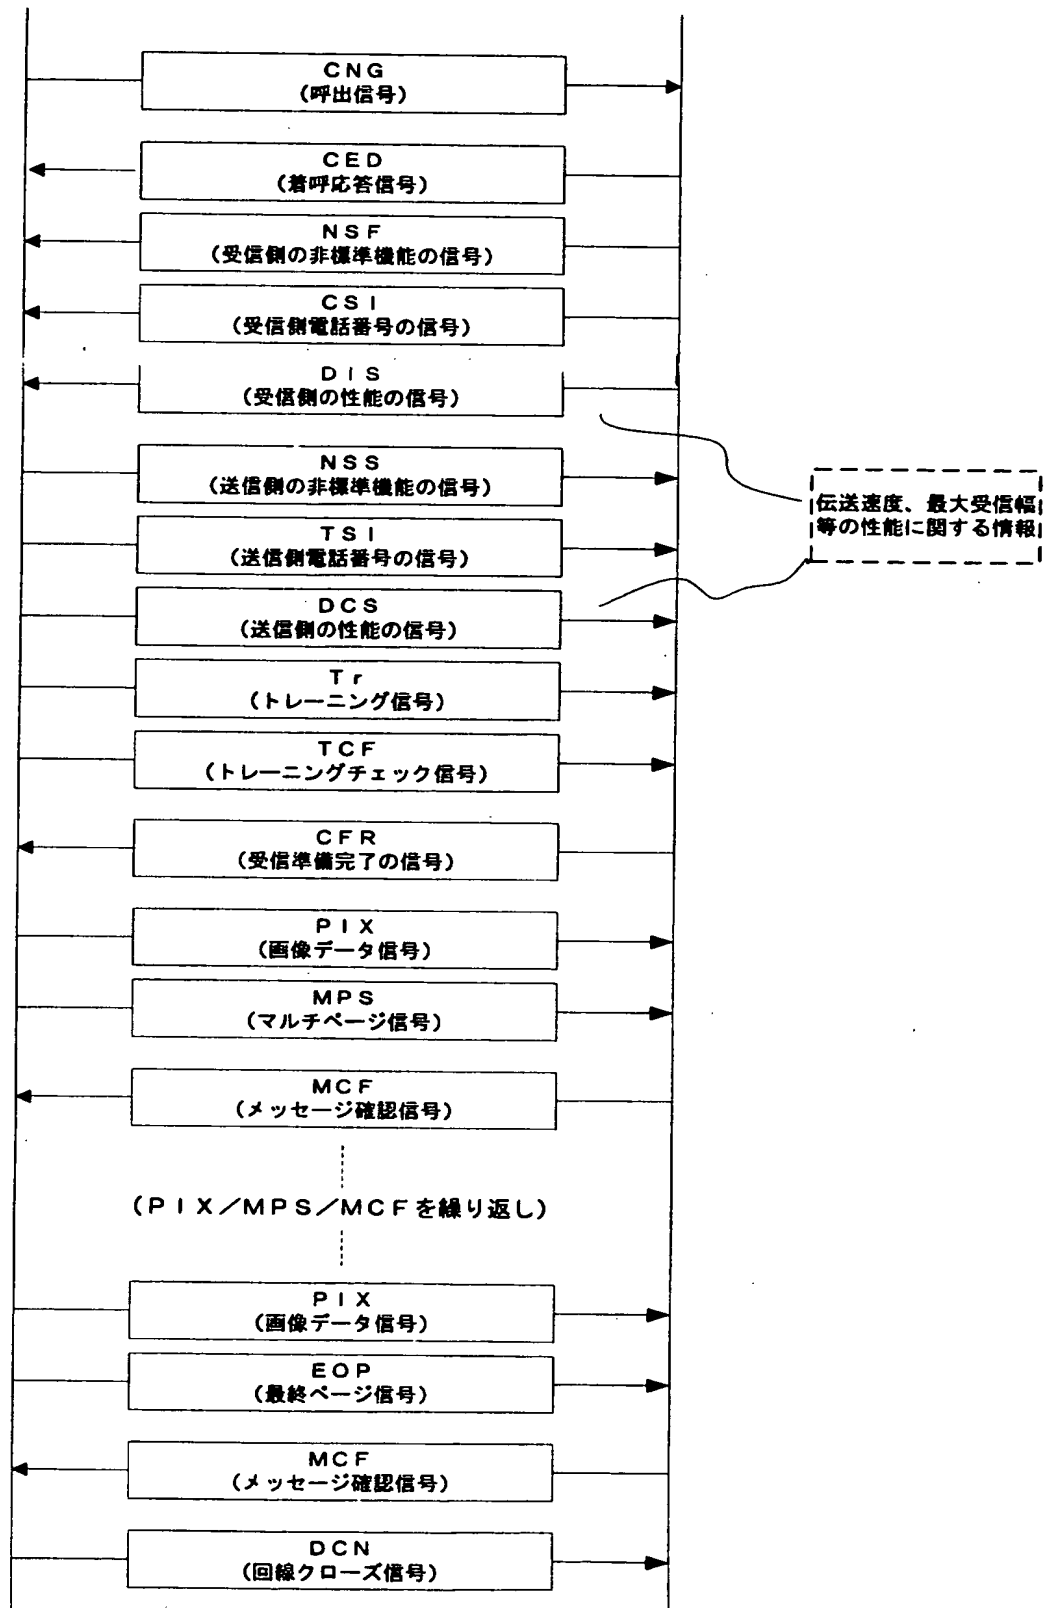 ＣＮＧ
（呼出信号）
ＣＥＤ
（着呼応答信号）
ＮＳＦ
（受信側の非標準機能の信号）
ＣＳＩ
（受信側電話番号の信号）
ＤＩＳ
（受信側の性能の信号）
ＮＳＳ
（送信側の非標準機能の信号）
伝送速度、最大受信幅
等の性能に関する情報
ＴＳＩ
（送信側電話番号の信号）
ＤＣＳ
（送信側の性能の信号）
Ｔｒ
（トレーニング信号）
ＴＣＦ
（トレーニングチェック信号）
ＣＦＲ
（受信準備完了の信号）
ＰＩＸ
（画像データ信号）
ＭＰＳ
（マルチページ信号）
ＭＣＦ
（メッセージ確認信号）
（ＰＩＸ／ＭＰＳ／ＭＣＦを繰り返し）
ＰＩＸ
（画像データ信号）
ＥＯＰ
（最終ページ信号）
ＭＣＦ
（メッセージ確認信号）
ＤＣＮ
（回線クローズ信号）